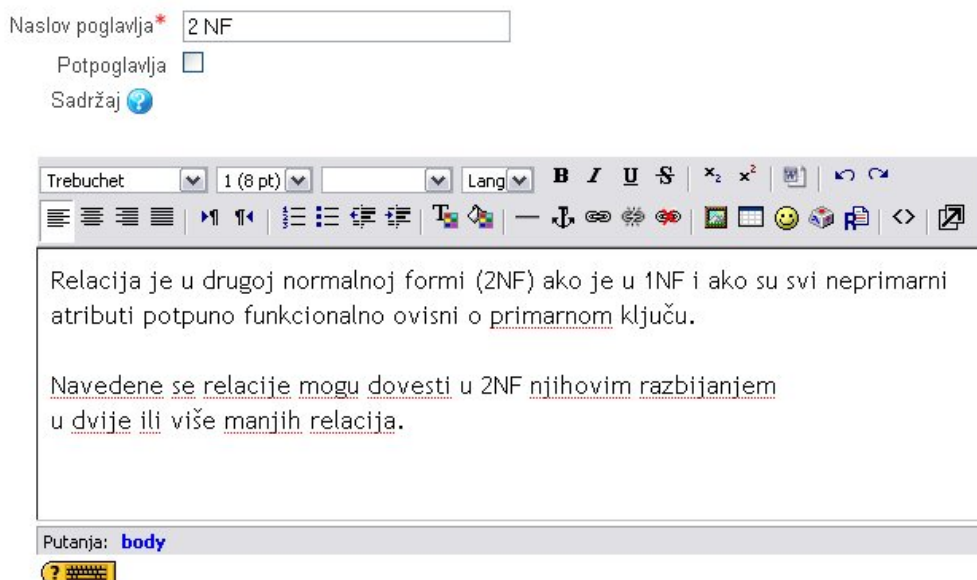 Naslov poglavlja*
2 NF
Potpoglavlja
Sadržaj ?
Trebuchet 1 (8 pt) Lang B I U S x₂ x²
Relacija je u drugoj normalnoj formi (2NF) ako je u 1NF i ako su svi neprimarni
atributi potpuno funkcionalno ovisni o primarnom ključu.
Navedene se relacije mogu dovesti u 2NF njihovim razbijanjem
u dvije ili više manjih relacija.
Putanja: body
?